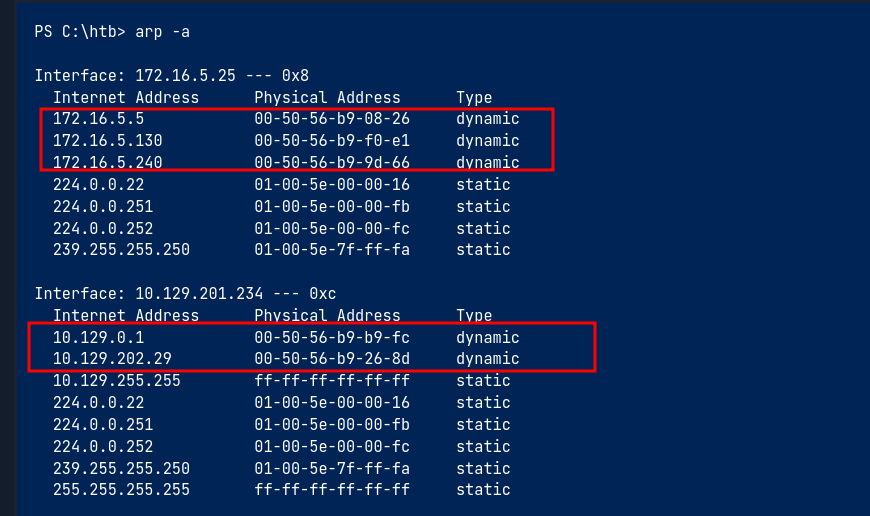 PS C:\htb> arp -a
Interface: 172.16.5.25 --- 0x8
Internet Address Physical Address Type
172.16.5.5 00-50-56-b9-08-26 dynamic
172.16.5.130 00-50-56-b9-f0-e1 dynamic
172.16.5.240 00-50-56-b9-9d-66 dynamic
224.0.0.22 01-00-5e-00-00-16 static
224.0.0.251 01-00-5e-00-00-fb static
224.0.0.252 01-00-5e-00-00-fc static
239.255.255.250 01-00-5e-7f-ff-fa static
Interface: 10.129.201.234 --- 0xc
Internet Address Physical Address Type
10.129.0.1 00-50-56-b9-b9-fc dynamic
10.129.202.29 00-50-56-b9-26-8d dynamic
10.129.255.255 ff-ff-ff-ff-ff-ff static
224.0.0.22 01-00-5e-00-00-16 static
224.0.0.251 01-00-5e-00-00-fb static
224.0.0.252 01-00-5e-00-00-fc static
239.255.255.250 01-00-5e-7f-ff-fa static
255.255.255.255 ff-ff-ff-ff-ff-ff static